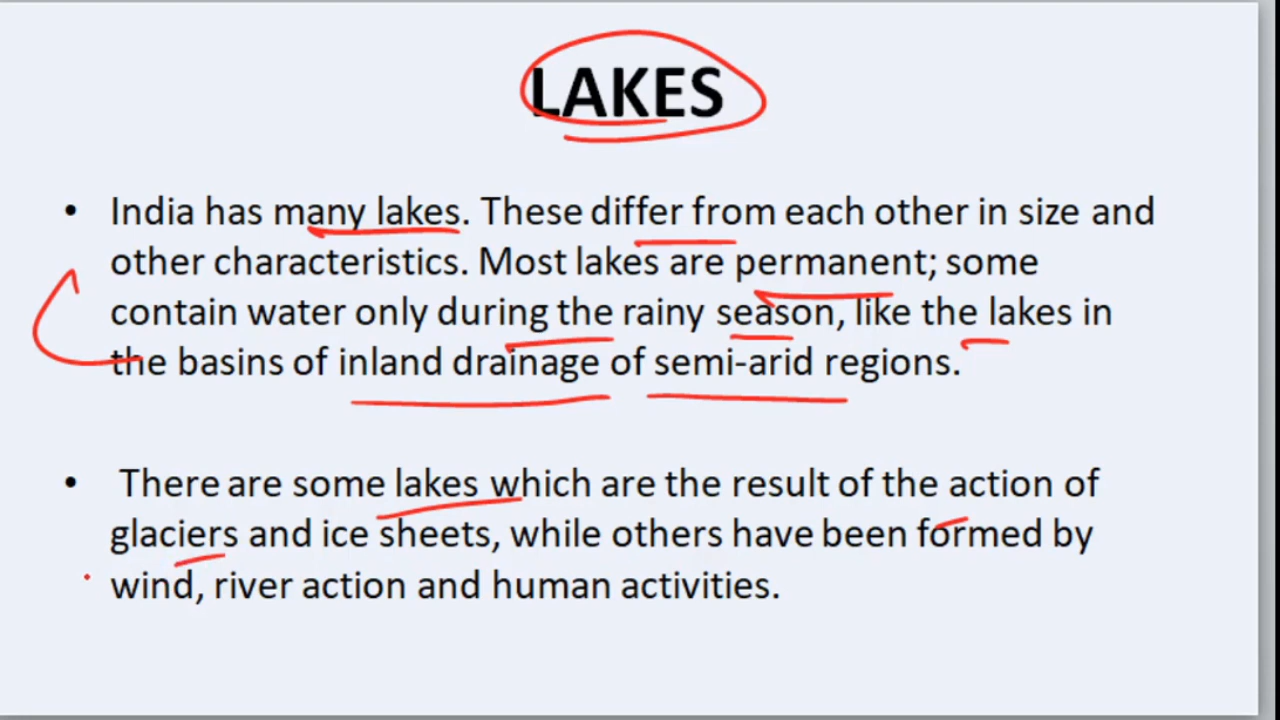 LAKES
• India has many lakes. These differ from each other in size and
other characteristics. Most lakes are permanent; some
contain water only during the rainy season, like the lakes in
the basins of inland drainage of semi-arid regions.
• There are some lakes which are the result of the action of
glaciers and ice sheets, while others have been formed by
wind, river action and human activities.